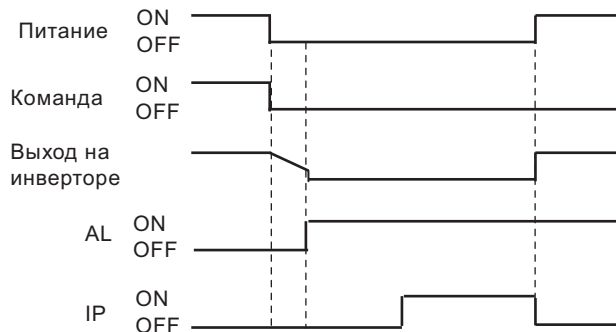 Питание ON
OFF
Команда ON
OFF
Выход на
инверторе
AL ON
OFF
IP ON
OFF